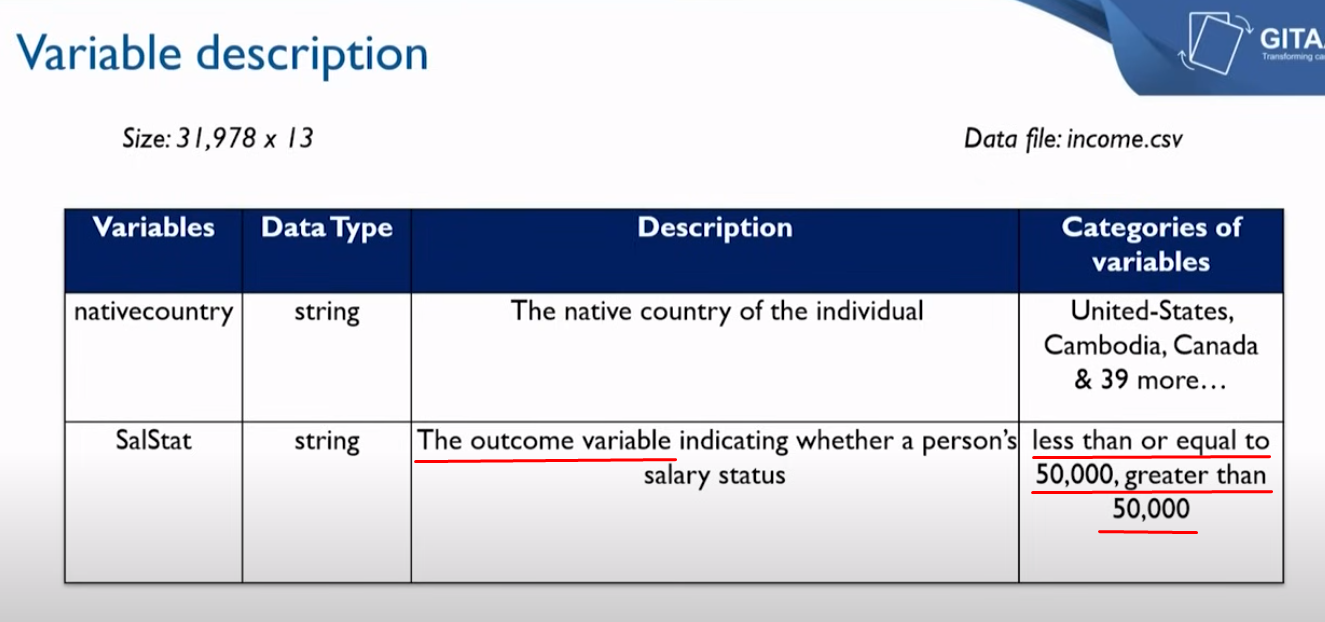 Variable description
GITA
Size: 31,978 x 13
Data file: income.csv
Variables
Data Type
Description
Categories of
variables
nativecountry
string
The native country of the individual
United-States,
Cambodia, Canada
& 39 more...
SalStat
string
The outcome variable indicating whether a person's
salary status
less than or equal to
50,000, greater than
50,000